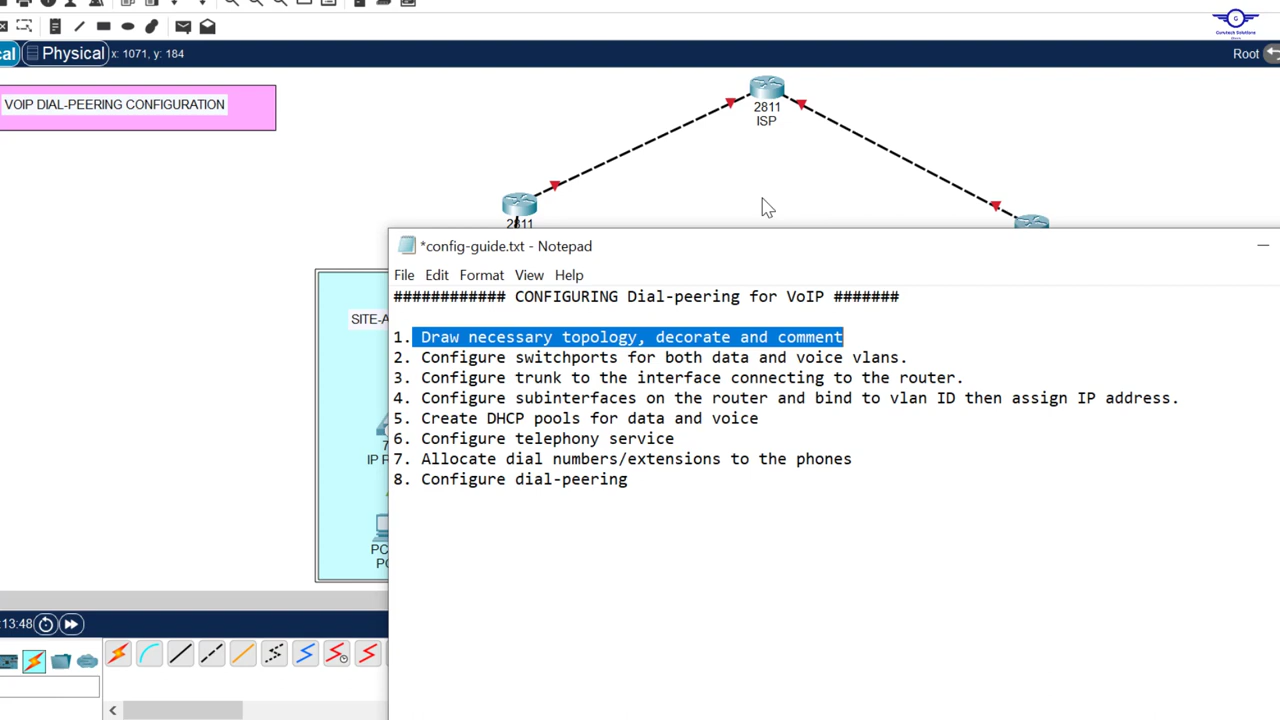 Physical x: 1071, y: 184
Root
Gurutech Solutions
VOIP DIAL-PEERING CONFIGURATION
2811
ISP
2811
SITE-A
IP
PC
*config-guide.txt - Notepad
File Edit Format View Help
############ CONFIGURING Dial-peering for VoIP #######
1. Draw necessary topology, decorate and comment
2. Configure switchports for both data and voice vlans.
3. Configure trunk to the interface connecting to the router.
4. Configure subinterfaces on the router and bind to vlan ID then assign IP address.
5. Create DHCP pools for data and voice
6. Configure telephony service
7. Allocate dial numbers/extensions to the phones
8. Configure dial-peering
:13:48